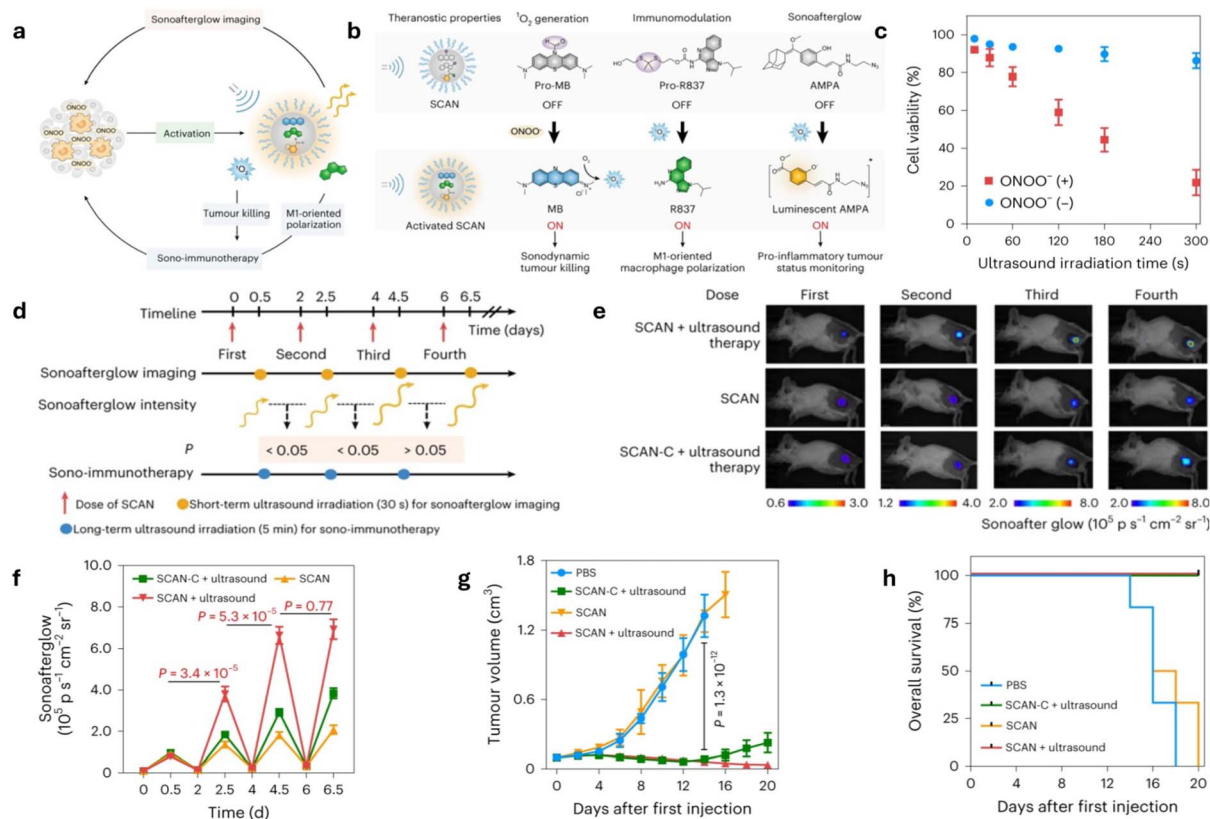 a
Sonoafterglow imaging
ONOO⁻
ONOO⁻
ONOO⁻
ONOO⁻
Activation
¹O₂
Tumour killing
M1-oriented
polarization
Sono-immunotherapy
b
Theranostic properties
¹O₂ generation
Immunomodulation
Sonoafterglow
SCAN
Pro-MB
Pro-R837
AMPA
OFF
OFF
OFF
ONOO⁻
¹O₂
¹O₂
O₂
¹O₂
Activated SCAN
MB
R837
Luminescent AMPA
ON
ON
ON
Sonodynamic
tumour killing
M1-oriented
macrophage polarization
Pro-inflammatory tumour
status monitoring
c
Cell viability (%)
100
80
60
40
20
0
ONOO⁻ (+)
ONOO⁻ (−)
0 60 120 180 240 300
Ultrasound irradiation time (s)
d
0 0.5 2 2.5 4 4.5 6 6.5
Timeline
Time (days)
First Second Third Fourth
Sonoafterglow imaging
Sonoafterglow intensity
P < 0.05 < 0.05 > 0.05
Sono-immunotherapy
Dose of SCAN
Short-term ultrasound irradiation (30 s) for sonoafterglow imaging
Long-term ultrasound irradiation (5 min) for sono-immunotherapy
e
Dose First Second Third Fourth
SCAN + ultrasound
therapy
SCAN
SCAN-C + ultrasound
therapy
0.6 3.0 1.2 4.0 2.0 8.0 2.0 8.0
Sonoafter glow (10⁵ p s⁻¹ cm⁻² sr⁻¹)
f
Sonoafterglow
(10⁵ p s⁻¹ cm⁻² sr⁻¹)
10.0
8.0
6.0
4.0
2.0
0
SCAN-C + ultrasound
SCAN
SCAN + ultrasound
P = 5.3 × 10⁻⁵
P = 0.77
P = 3.4 × 10⁻⁵
0 0.5 2 2.5 4 4.5 6 6.5
Time (d)
g
Tumour volume (cm³)
1.8
1.2
0.6
0
PBS
SCAN-C + ultrasound
SCAN
SCAN + ultrasound
P = 1.3 × 10⁻¹²
0 2 4 6 8 10 12 14 16 18 20
Days after first injection
h
Overall survival (%)
100
75
50
25
0
PBS
SCAN-C + ultrasound
SCAN
SCAN + ultrasound
0 4 8 12 16 20
Days after first injection